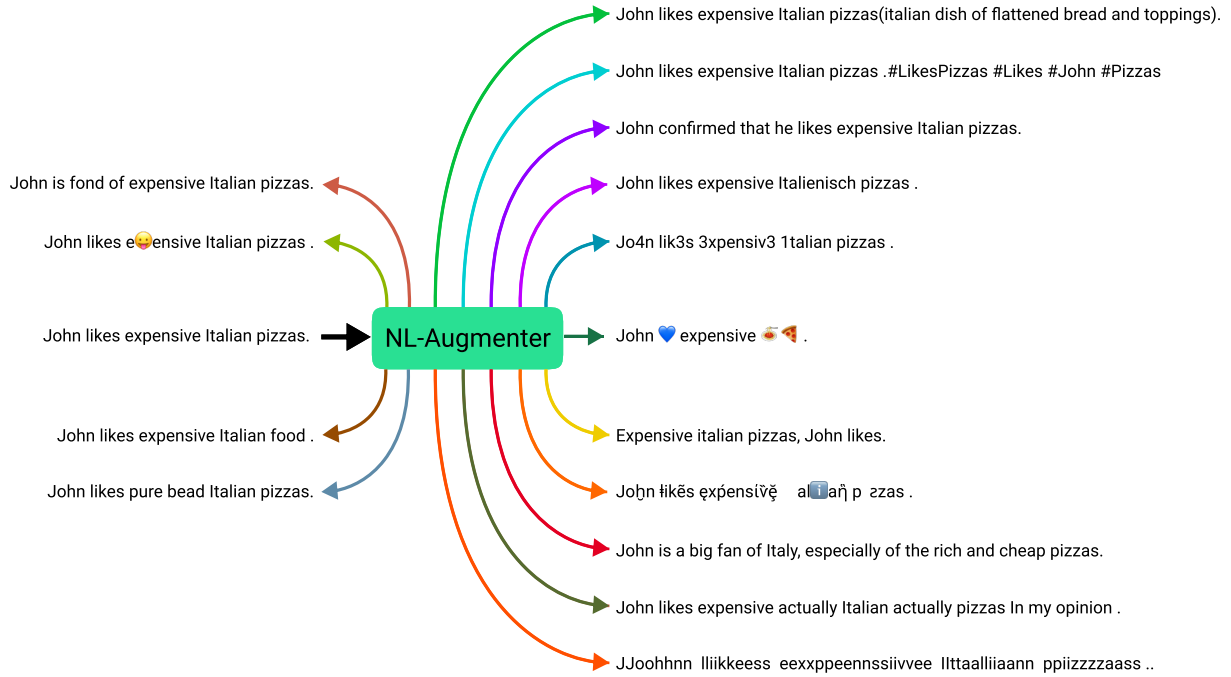 John likes expensive Italian pizzas(italian dish of flattened bread and toppings).
John likes expensive Italian pizzas .#LikesPizzas #Likes #John #Pizzas
John confirmed that he likes expensive Italian pizzas.
John is fond of expensive Italian pizzas.
John likes expensive Italienisch pizzas .
John likes e😛ensive Italian pizzas .
Jo4n lik3s 3xpensiv3 1talian pizzas .
John likes expensive Italian pizzas.
NL-Augmenter
John 💙 expensive 🍝🍕 .
John likes expensive Italian food .
Expensive italian pizzas, John likes.
John likes pure bead Italian pizzas.
p zas .
John is a big fan of Italy, especially of the rich and cheap pizzas.
John likes expensive actually Italian actually pizzas In my opinion .
JJoohhnn lliikkeess eexxppeennssiivvee IIttaalliiaann ppiizzzzaass ..